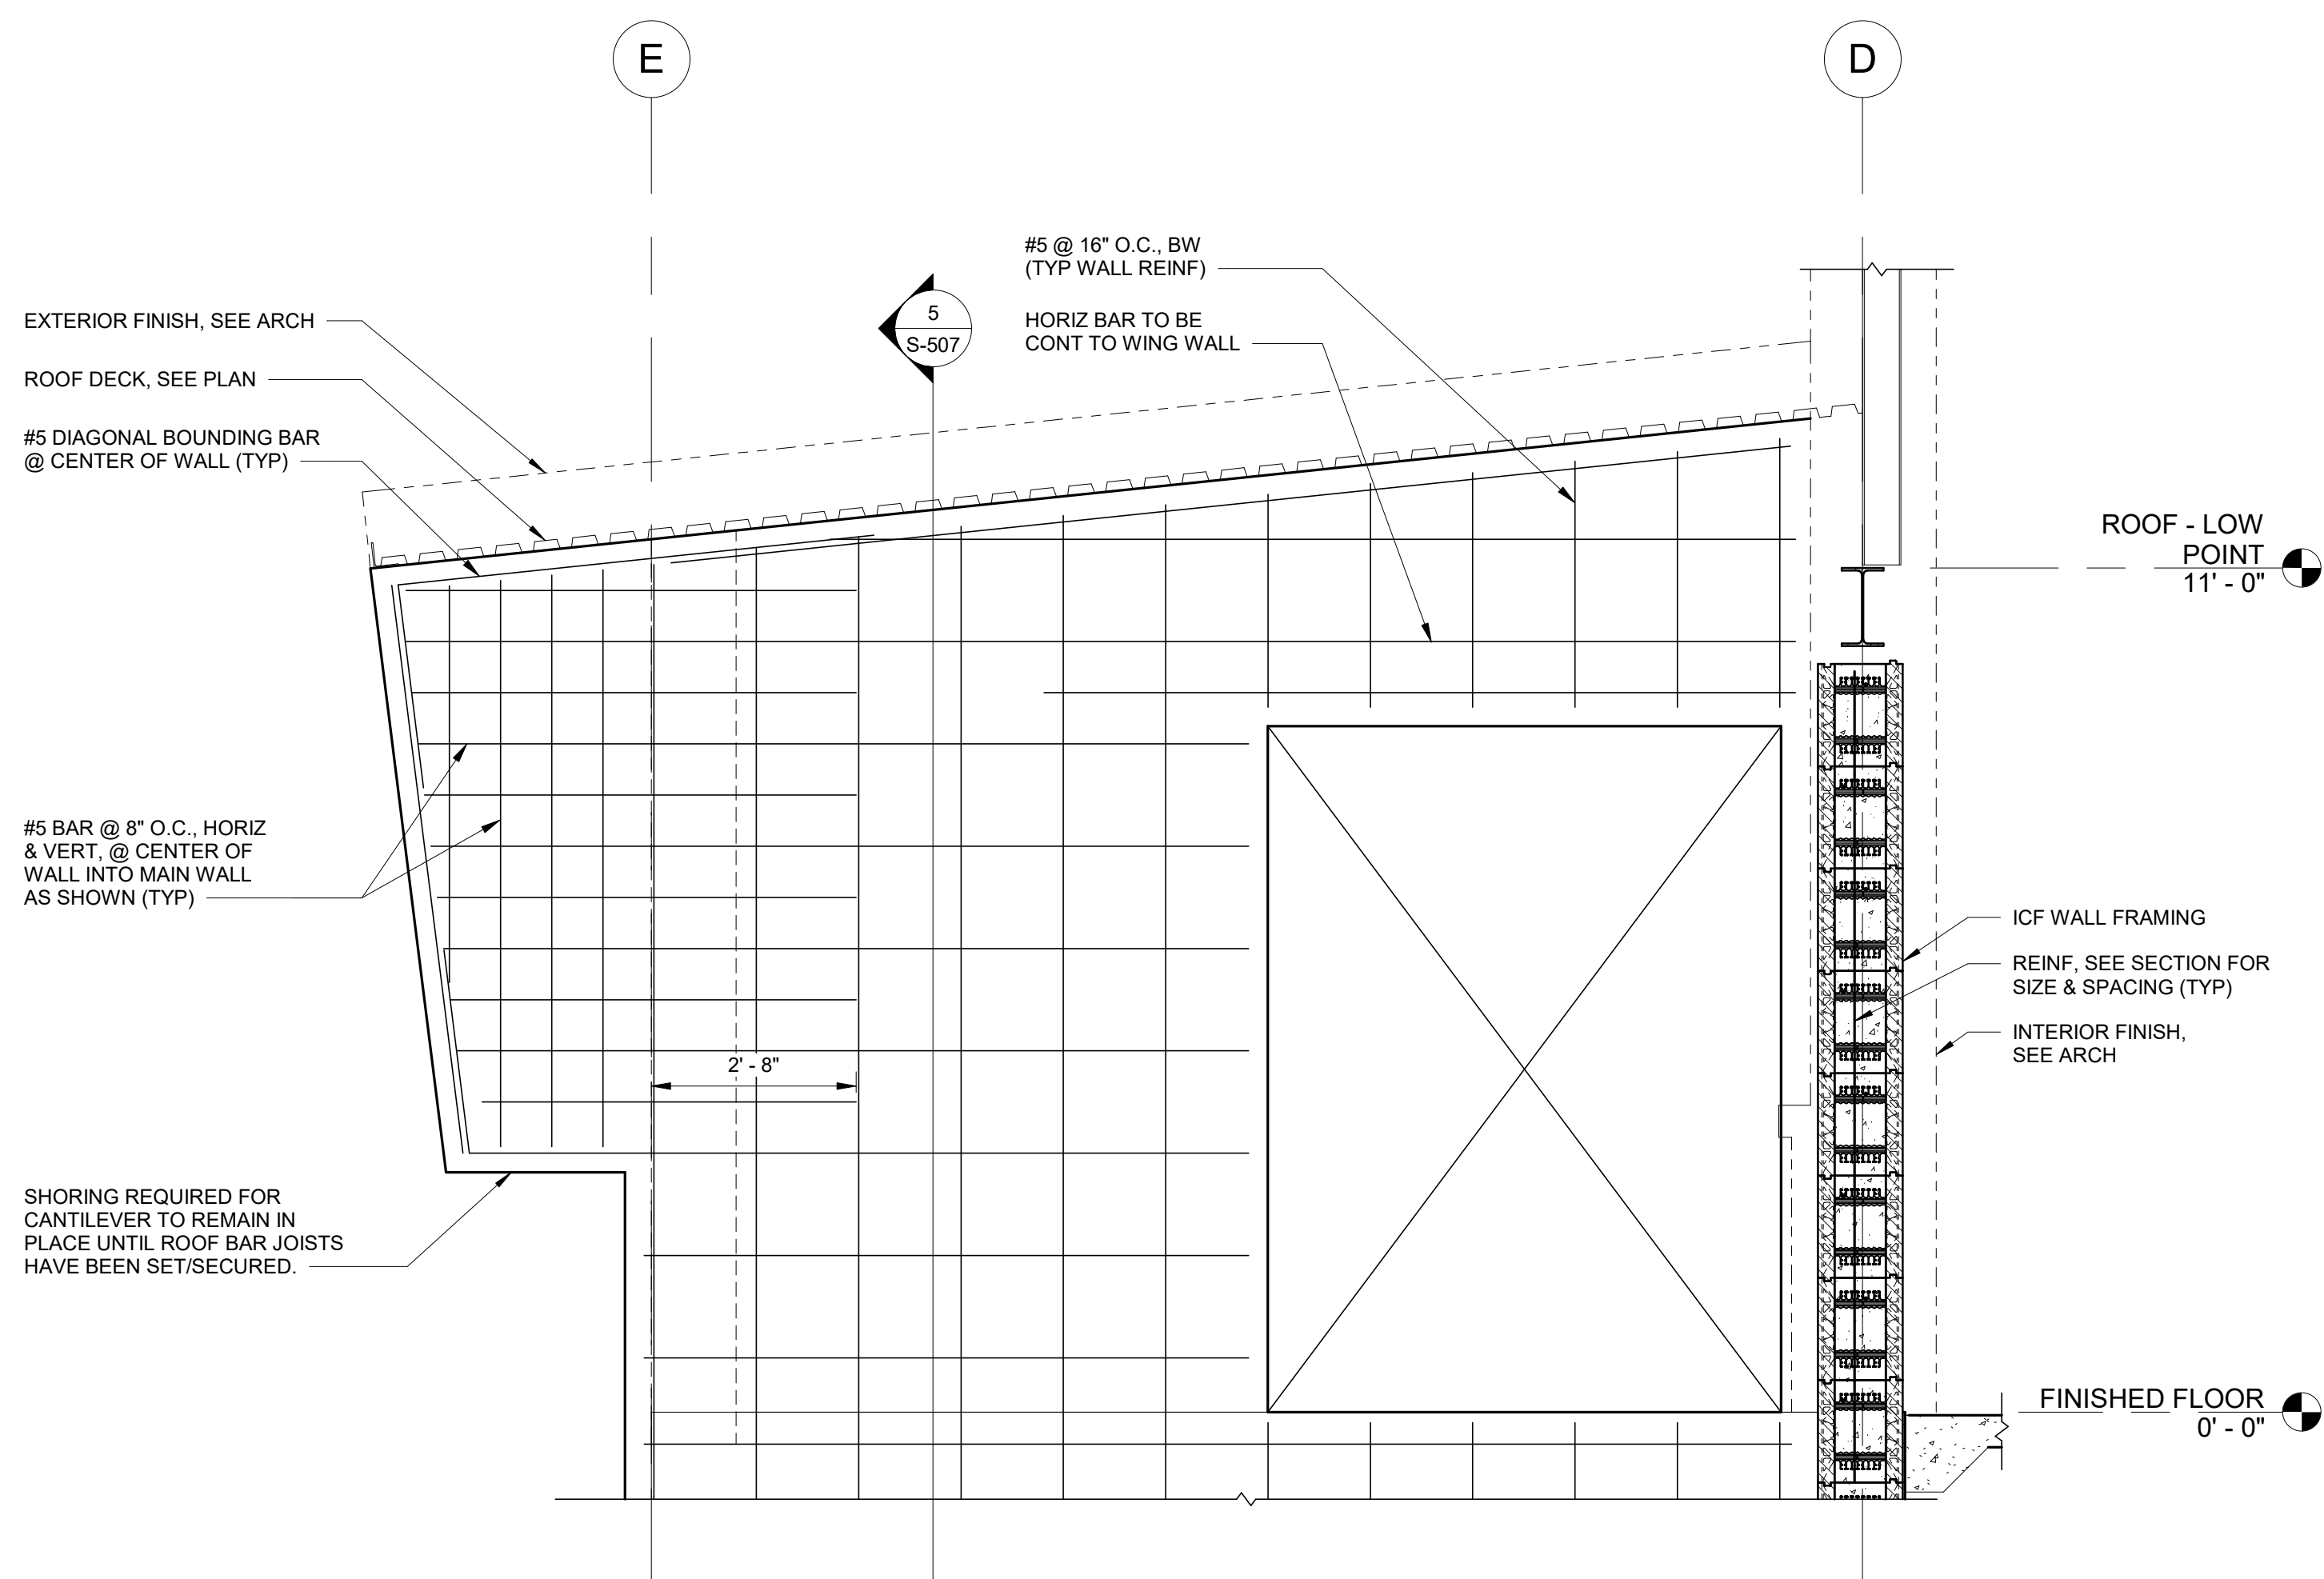 E
D
#5 @ 16" O.C., BW
(TYP WALL REINF)
HORIZ BAR TO BE
CONT TO WING WALL
5
S-507
EXTERIOR FINISH, SEE ARCH
ROOF DECK, SEE PLAN
#5 DIAGONAL BOUNDING BAR
@ CENTER OF WALL (TYP)
ROOF - LOW
POINT
11' - 0"
#5 BAR @ 8" O.C., HORIZ
& VERT, @ CENTER OF
WALL INTO MAIN WALL
AS SHOWN (TYP)
ICF WALL FRAMING
REINF, SEE SECTION FOR
SIZE & SPACING (TYP)
INTERIOR FINISH,
SEE ARCH
2' - 8"
SHORING REQUIRED FOR
CANTILEVER TO REMAIN IN
PLACE UNTIL ROOF BAR JOISTS
HAVE BEEN SET/SECURED.
FINISHED FLOOR
0' - 0"